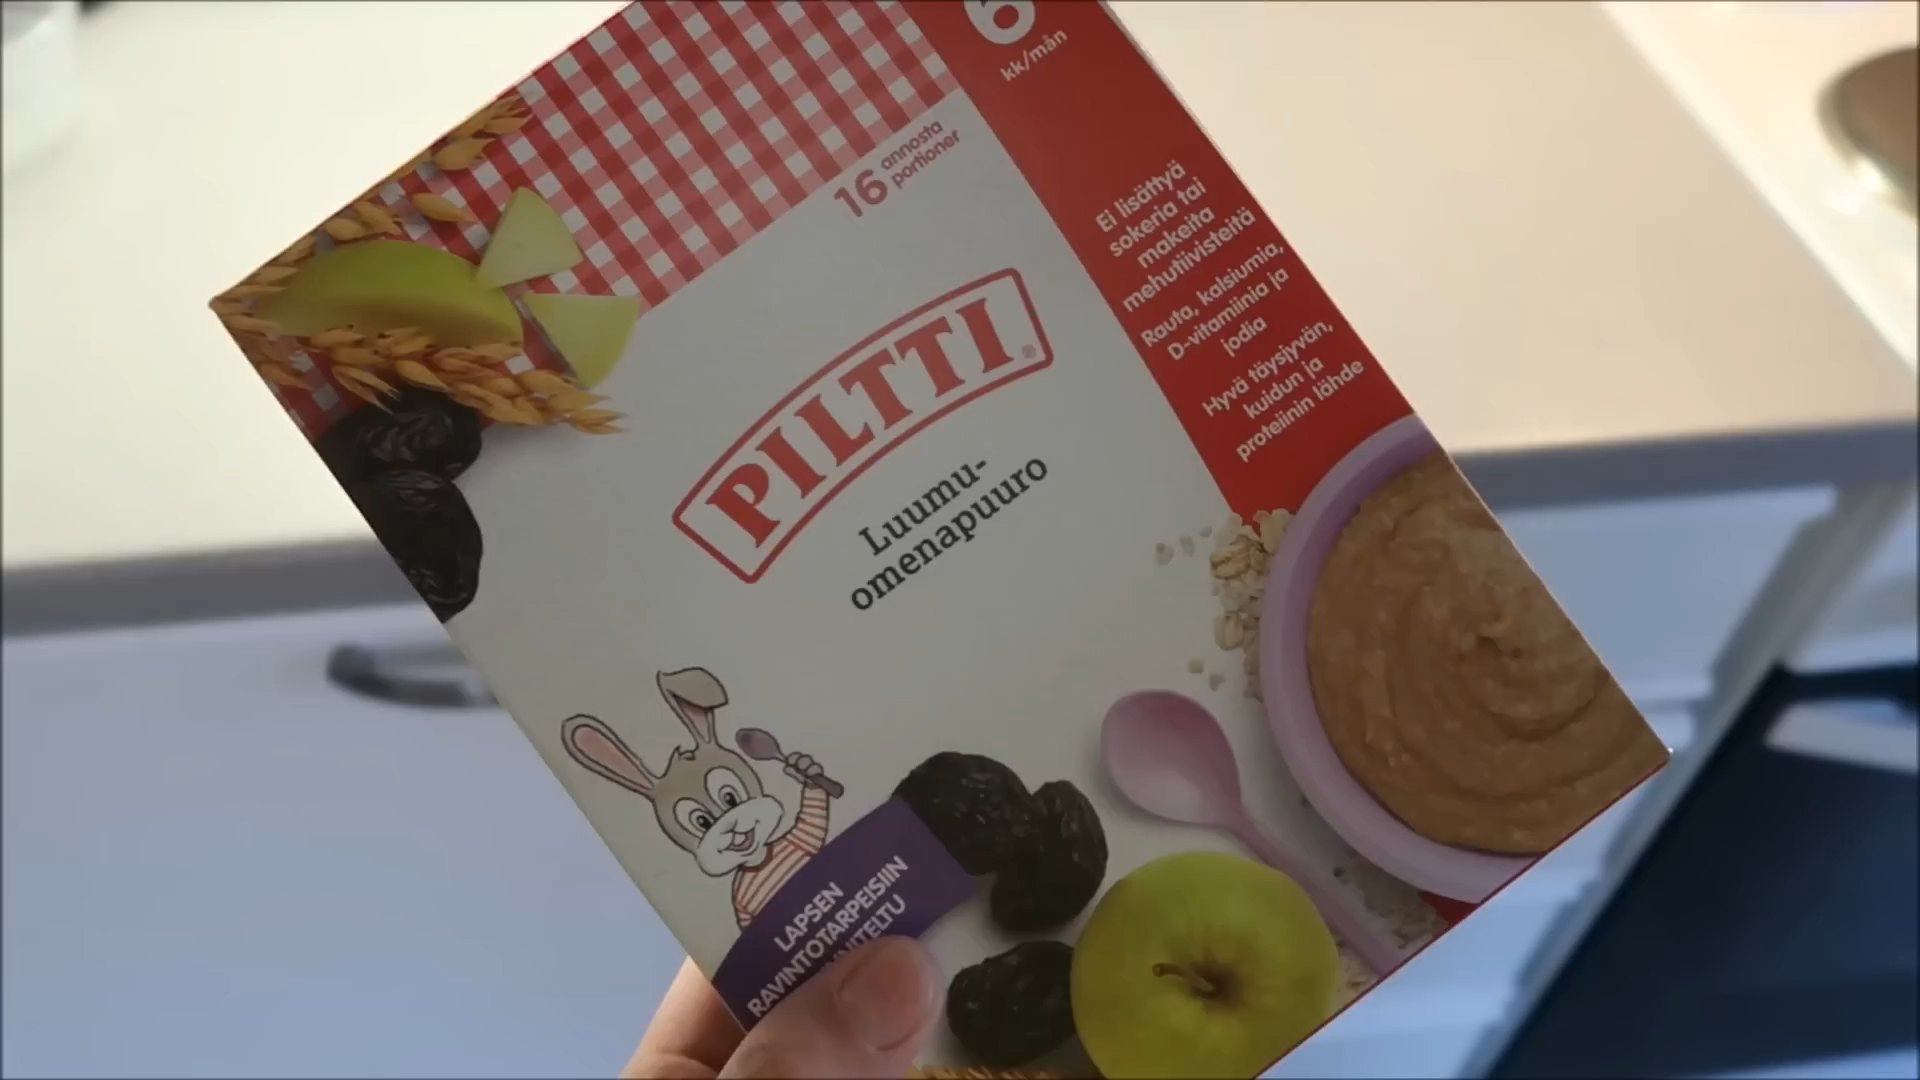 6
kk/mån
16 annosta
portioner
Ei lisättyä
sokeria tai
makeita
mehutiivisteitä
Rauta, kalsiumia,
D-vitamiinia ja
jodia
Hyvä täysjyvän,
kuidun ja
proteiinin lähde
PILTTI
Luumu-
omenapuuro
LAPSEN
RAVINTOTARPEISIIN